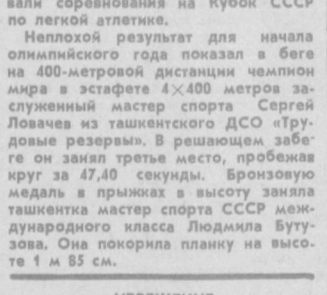 вали соревнования на Кубок СССР
по легкой атлетике.
Неплохой результат для начала
олимпийского года показал в беге
на 400-метровой дистанции чемпион
мира в эстафете 4×400 метров за-
служенный мастер спорта Сергей
Ловачев из ташкентского ДСО «Тру-
довые резервы». В решающем забе-
ге он занял третье место, пробежав
круг за 47,40 секунды. Бронзовую
медаль в прыжках в высоту заняла
ташкентка мастер спорта СССР меж-
дународного класса Людмила Буту-
зова. Она покорила планку на высо-
те 1 м 85 см.